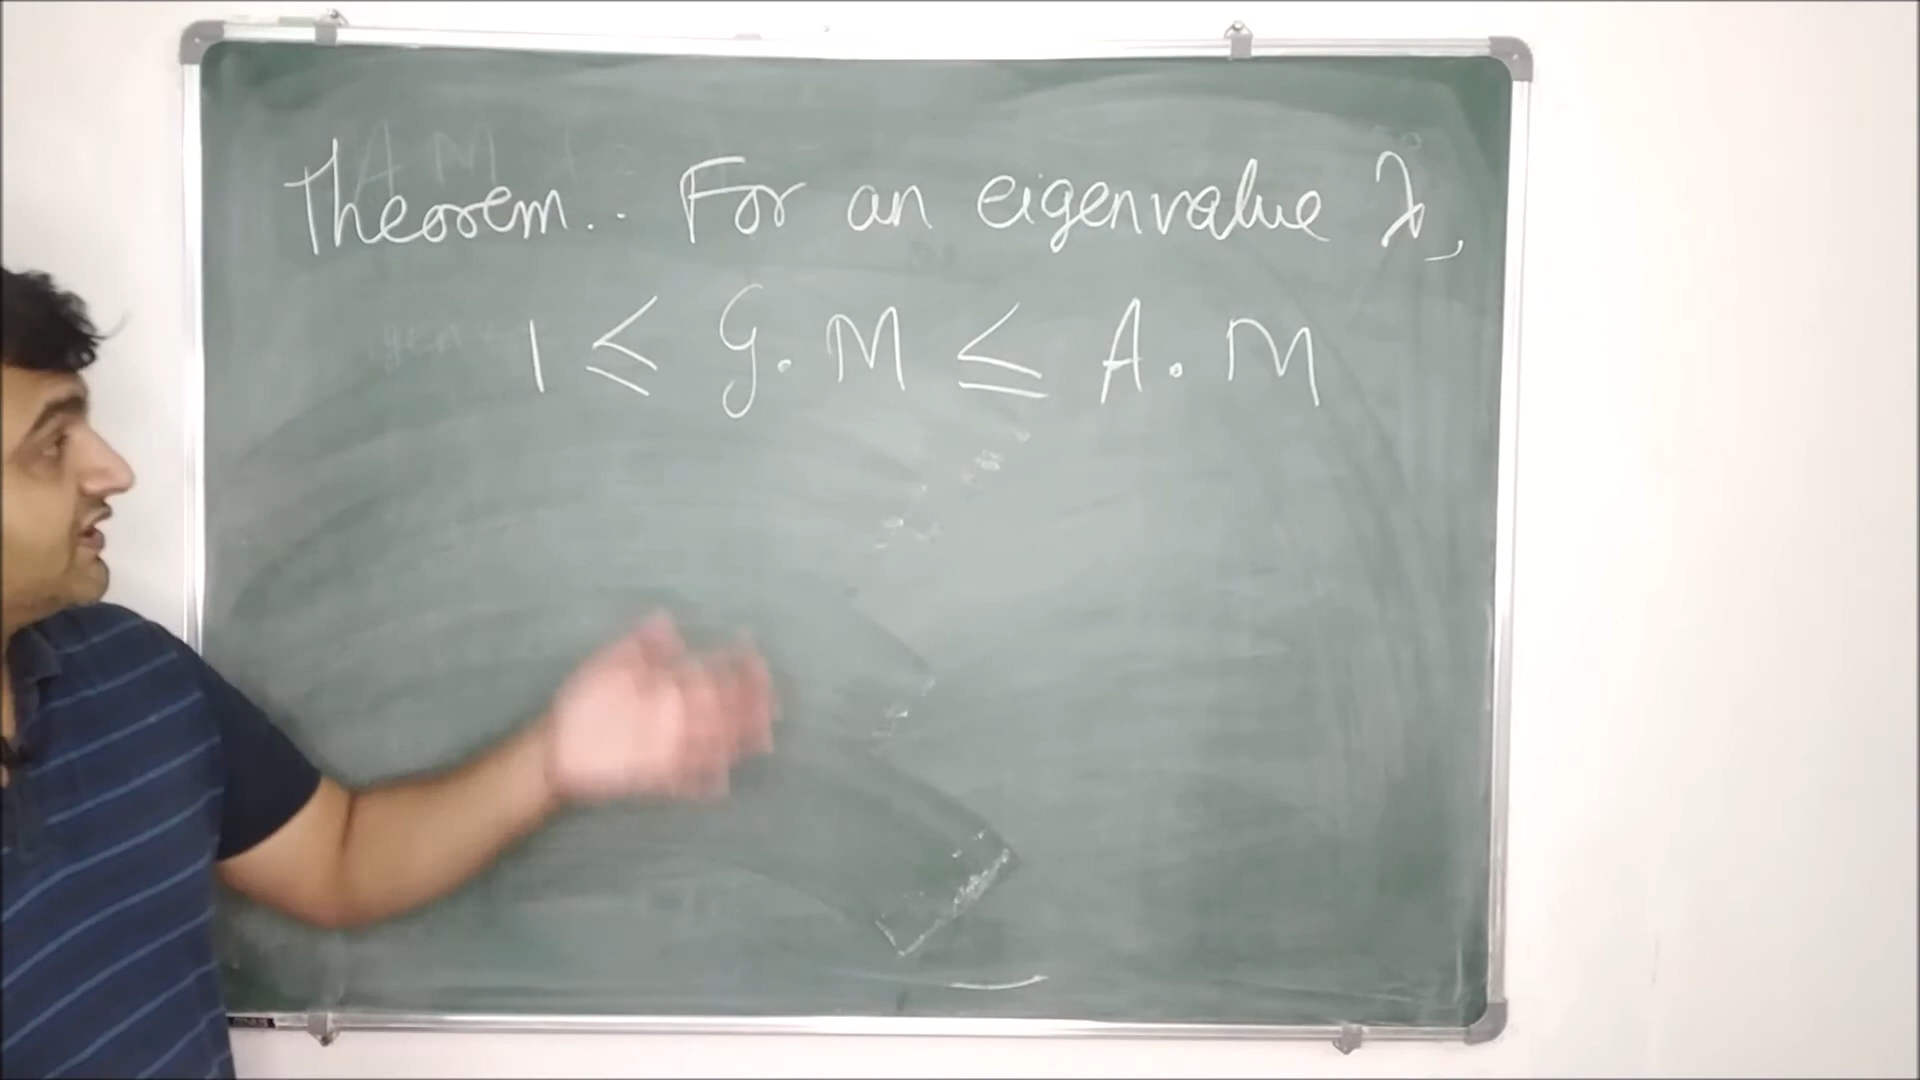 Theorem.. For an eigenvalue λ,
1 ≤ G.M ≤ A.M